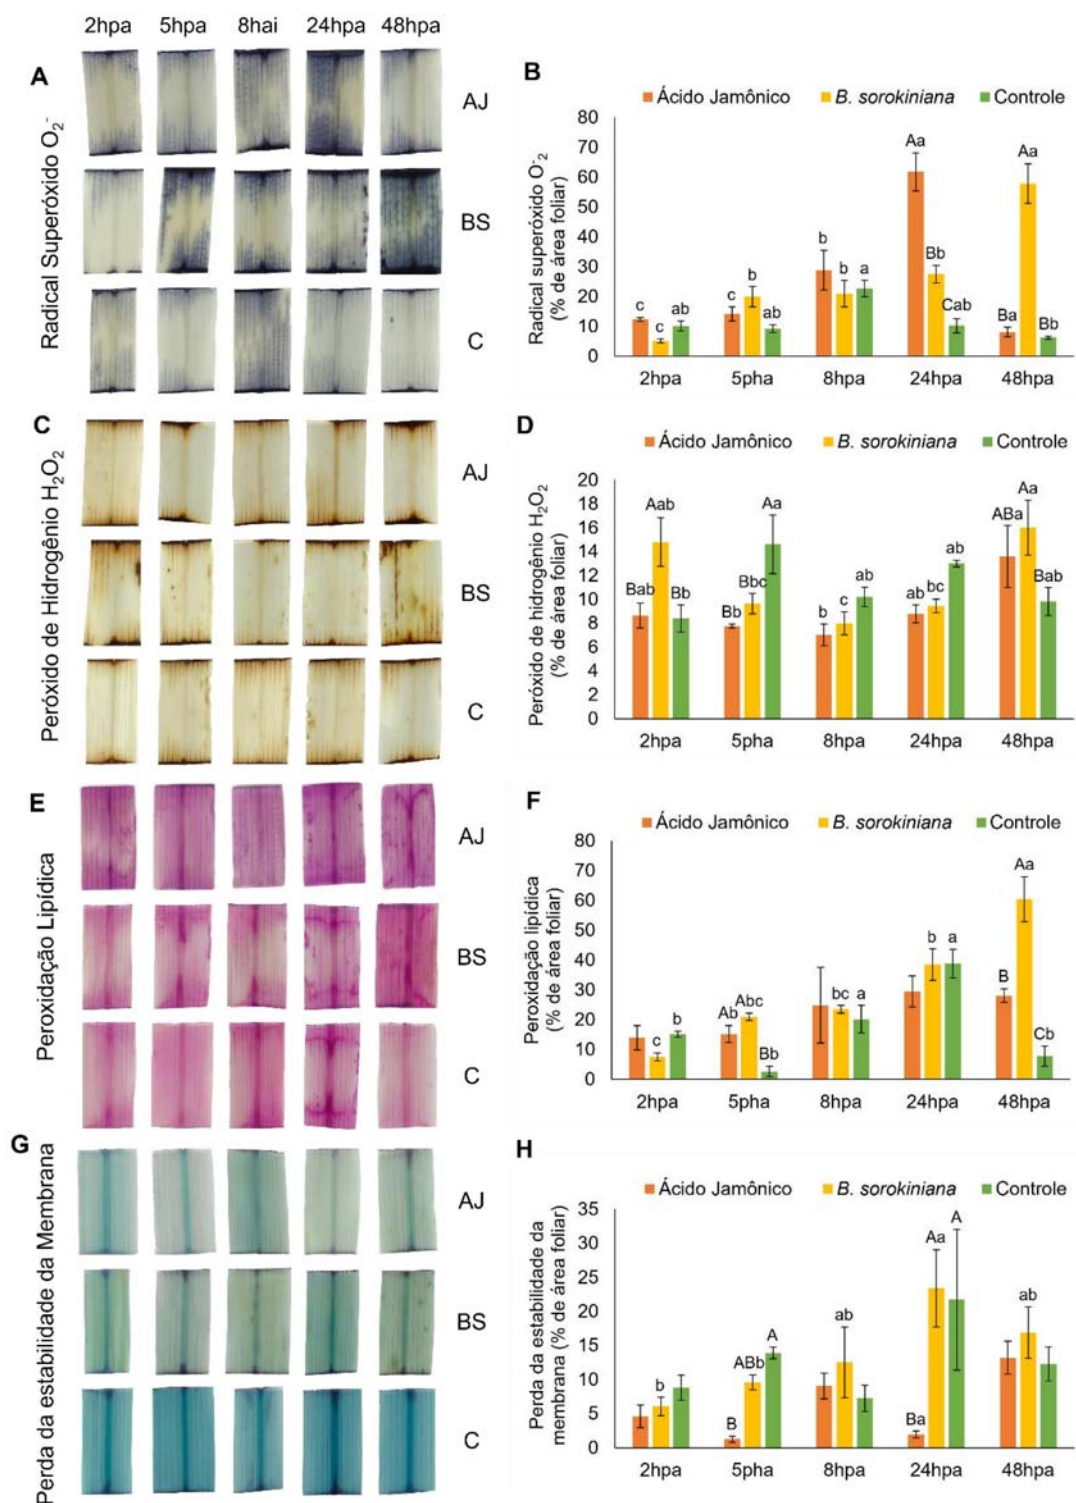 2hpa 5hpa 8hai 24hpa 48hpa
A
Radical Superóxido O₂⁻
AJ
BS
C
B
Ácido Jamônico B. sorokiniana Controle
Radical superóxido O⁻₂
(% de área foliar)
80
70
60
50
40
30
20
10
0
c c ab
c b ab
b b a
Aa Bb Cab
Ba Aa Bb
2hpa 5pha 8hpa 24hpa 48hpa
C
Peróxido de Hidrogênio H₂O₂
AJ
BS
C
D
Ácido Jamônico B. sorokiniana Controle
Peróxido de hidrogênio H₂O₂
(% de área foliar)
20
18
16
14
12
10
8
6
4
2
0
Bab Aab Bb
Bb Bbc Aa
b c ab
ab bc ab
ABa Aa Bab
2hpa 5pha 8hpa 24hpa 48hpa
E
Peroxidação Lipídica
AJ
BS
C
F
Ácido Jamônico B. sorokiniana Controle
Peroxidação lipídica
(% de área foliar)
80
70
60
50
40
30
20
10
0
c b
Ab Abc Bb
bc a
b a
B Aa Cb
2hpa 5pha 8hpa 24hpa 48hpa
G
Perda da estabilidade da Membrana
AJ
BS
C
H
Ácido Jamônico B. sorokiniana Controle
Perda da estabilidade da
membrana (% de área foliar)
35
30
25
20
15
10
5
0
b
B ABb A
ab
Ba Aa A
ab
2hpa 5pha 8hpa 24hpa 48hpa